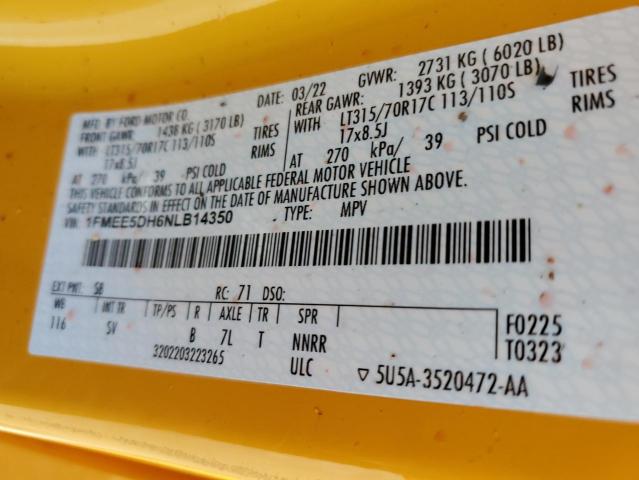 MFD. BY FORD MOTOR CO. DATE: 03/22 GVWR: 2731 KG ( 6020 LB)
FRONT GAWR: 1438 KG ( 3170 LB) REAR GAWR: 1393 KG ( 3070 LB)
WITH LT315/70R17C 113/110S TIRES WITH LT315/70R17C 113/110S TIRES
17x8.5J RIMS 17x8.5J RIMS
AT 270 kPa/ 39 PSI COLD AT 270 kPa/ 39 PSI COLD
THIS VEHICLE CONFORMS TO ALL APPLICABLE FEDERAL MOTOR VEHICLE
SAFETY STANDARDS IN EFFECT ON THE DATE OF MANUFACTURE SHOWN ABOVE.
VIN: 1FMEE5DH6NLB14350 TYPE: MPV
EXT PNT: SB RC: 71 DSO:
WB INT TR TP/PS R AXLE TR SPR F0225
116 SV B 7L T NNRR T0323
3202203223265 ULC ▽ 5U5A-3520472-AA